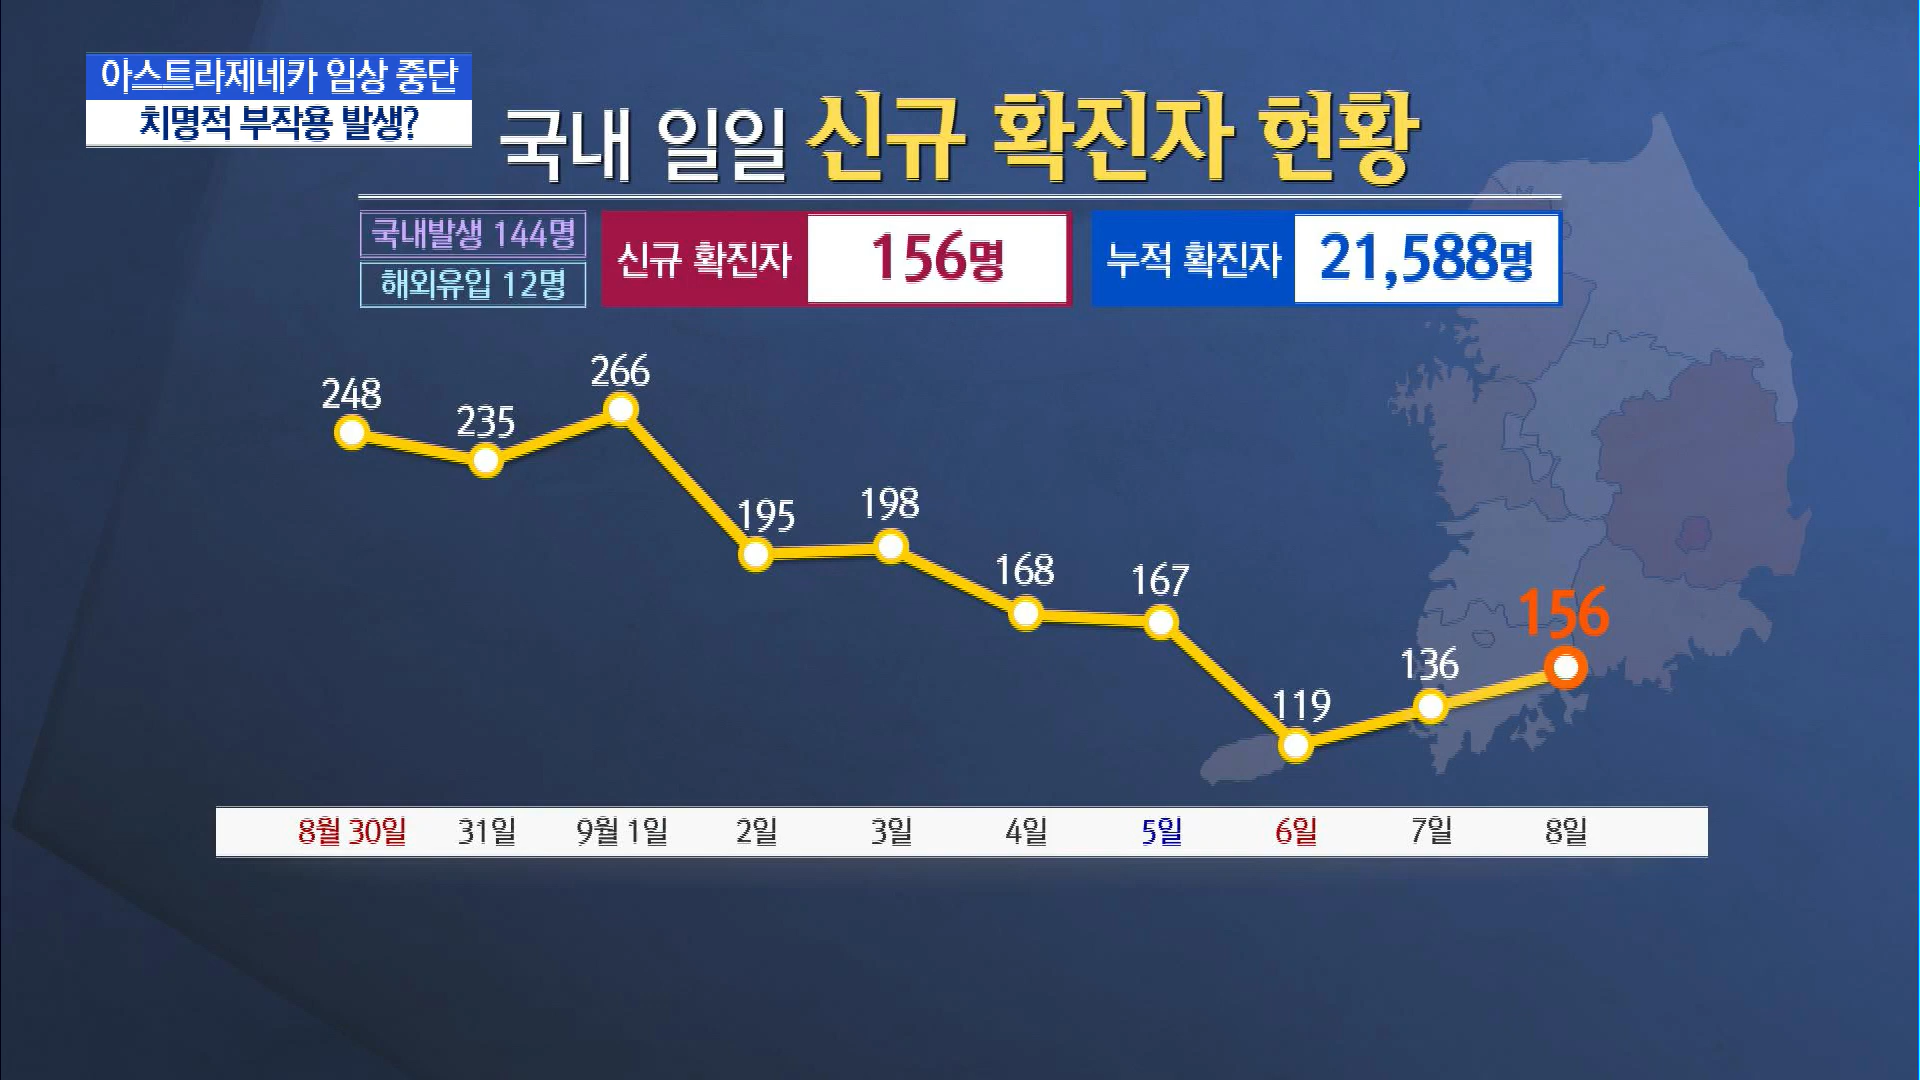 아스트라제네카 임상 중단
치명적 부작용 발생?
국내 일일 신규 확진자 현황
국내발생 144명
해외유입 12명
신규 확진자 156명
누적 확진자 21,588명
248
235
266
195
198
168
167
119
136
156
8월 30일 31일 9월 1일 2일 3일 4일 5일 6일 7일 8일